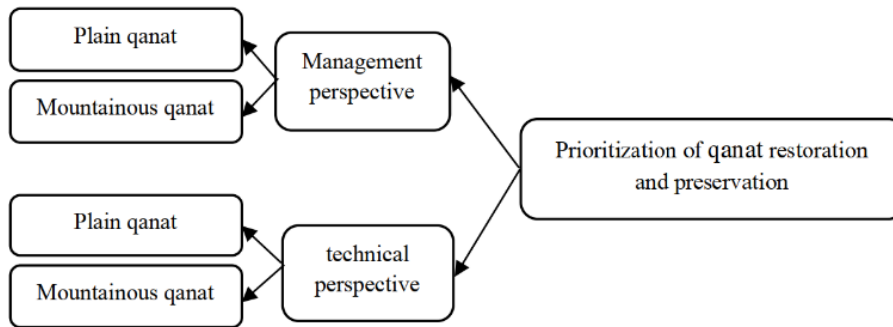 Plain qanat
Mountainous qanat
Management
perspective
Prioritization of qanat restoration
and preservation
Plain qanat
Mountainous qanat
technical
perspective